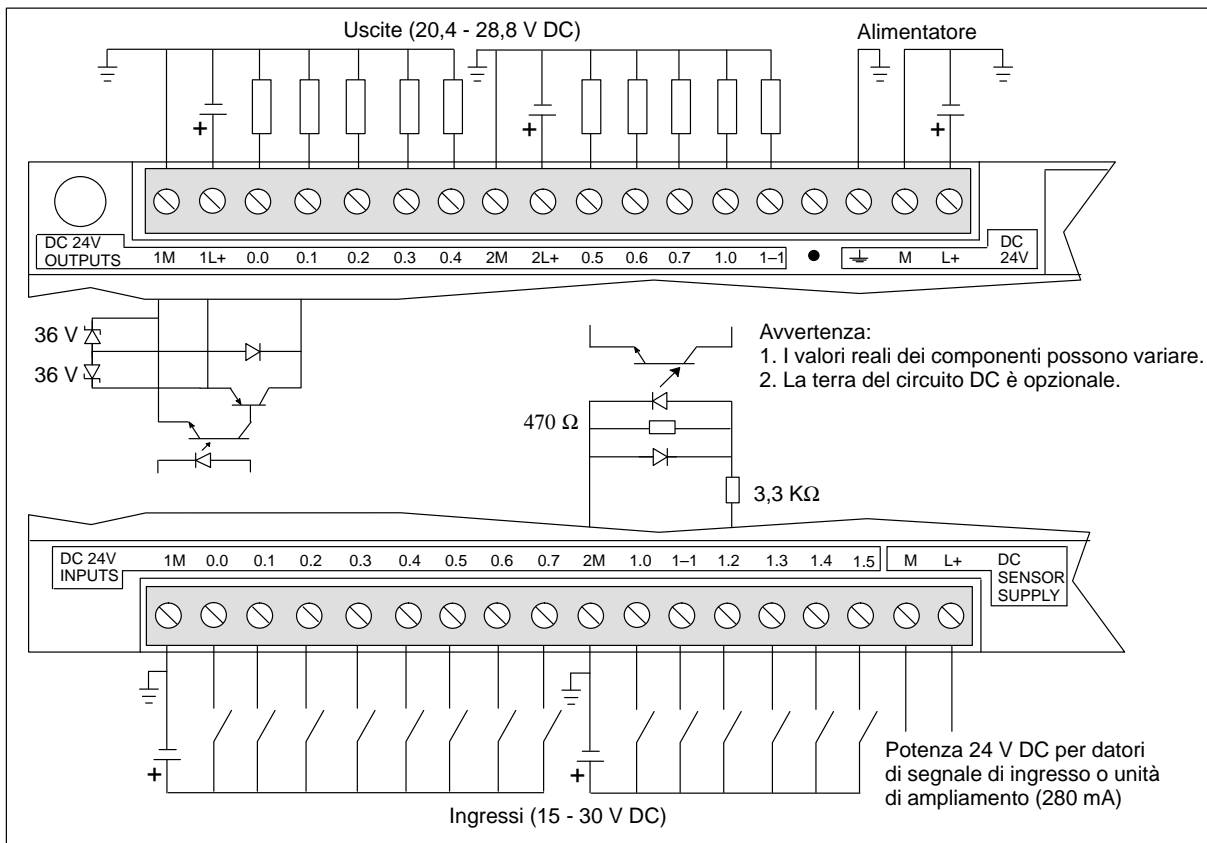 Uscite (20,4 - 28,8 V DC)
Alimentatore
+
+
+
DC 24V
OUTPUTS
1M 1L+ 0.0 0.1 0.2 0.3 0.4 2M 2L+ 0.5 0.6 0.7 1.0 1–1 M L+
DC
24V
36 V
36 V
470 Ω
3,3 KΩ
Avvertenza:
1. I valori reali dei componenti possono variare.
2. La terra del circuito DC è opzionale.
DC 24V
INPUTS
1M 0.0 0.1 0.2 0.3 0.4 0.5 0.6 0.7 2M 1.0 1–1 1.2 1.3 1.4 1.5 M L+
DC
SENSOR
SUPPLY
+
+
Ingressi (15 - 30 V DC)
Potenza 24 V DC per datori
di segnale di ingresso o unità
di ampliamento (280 mA)